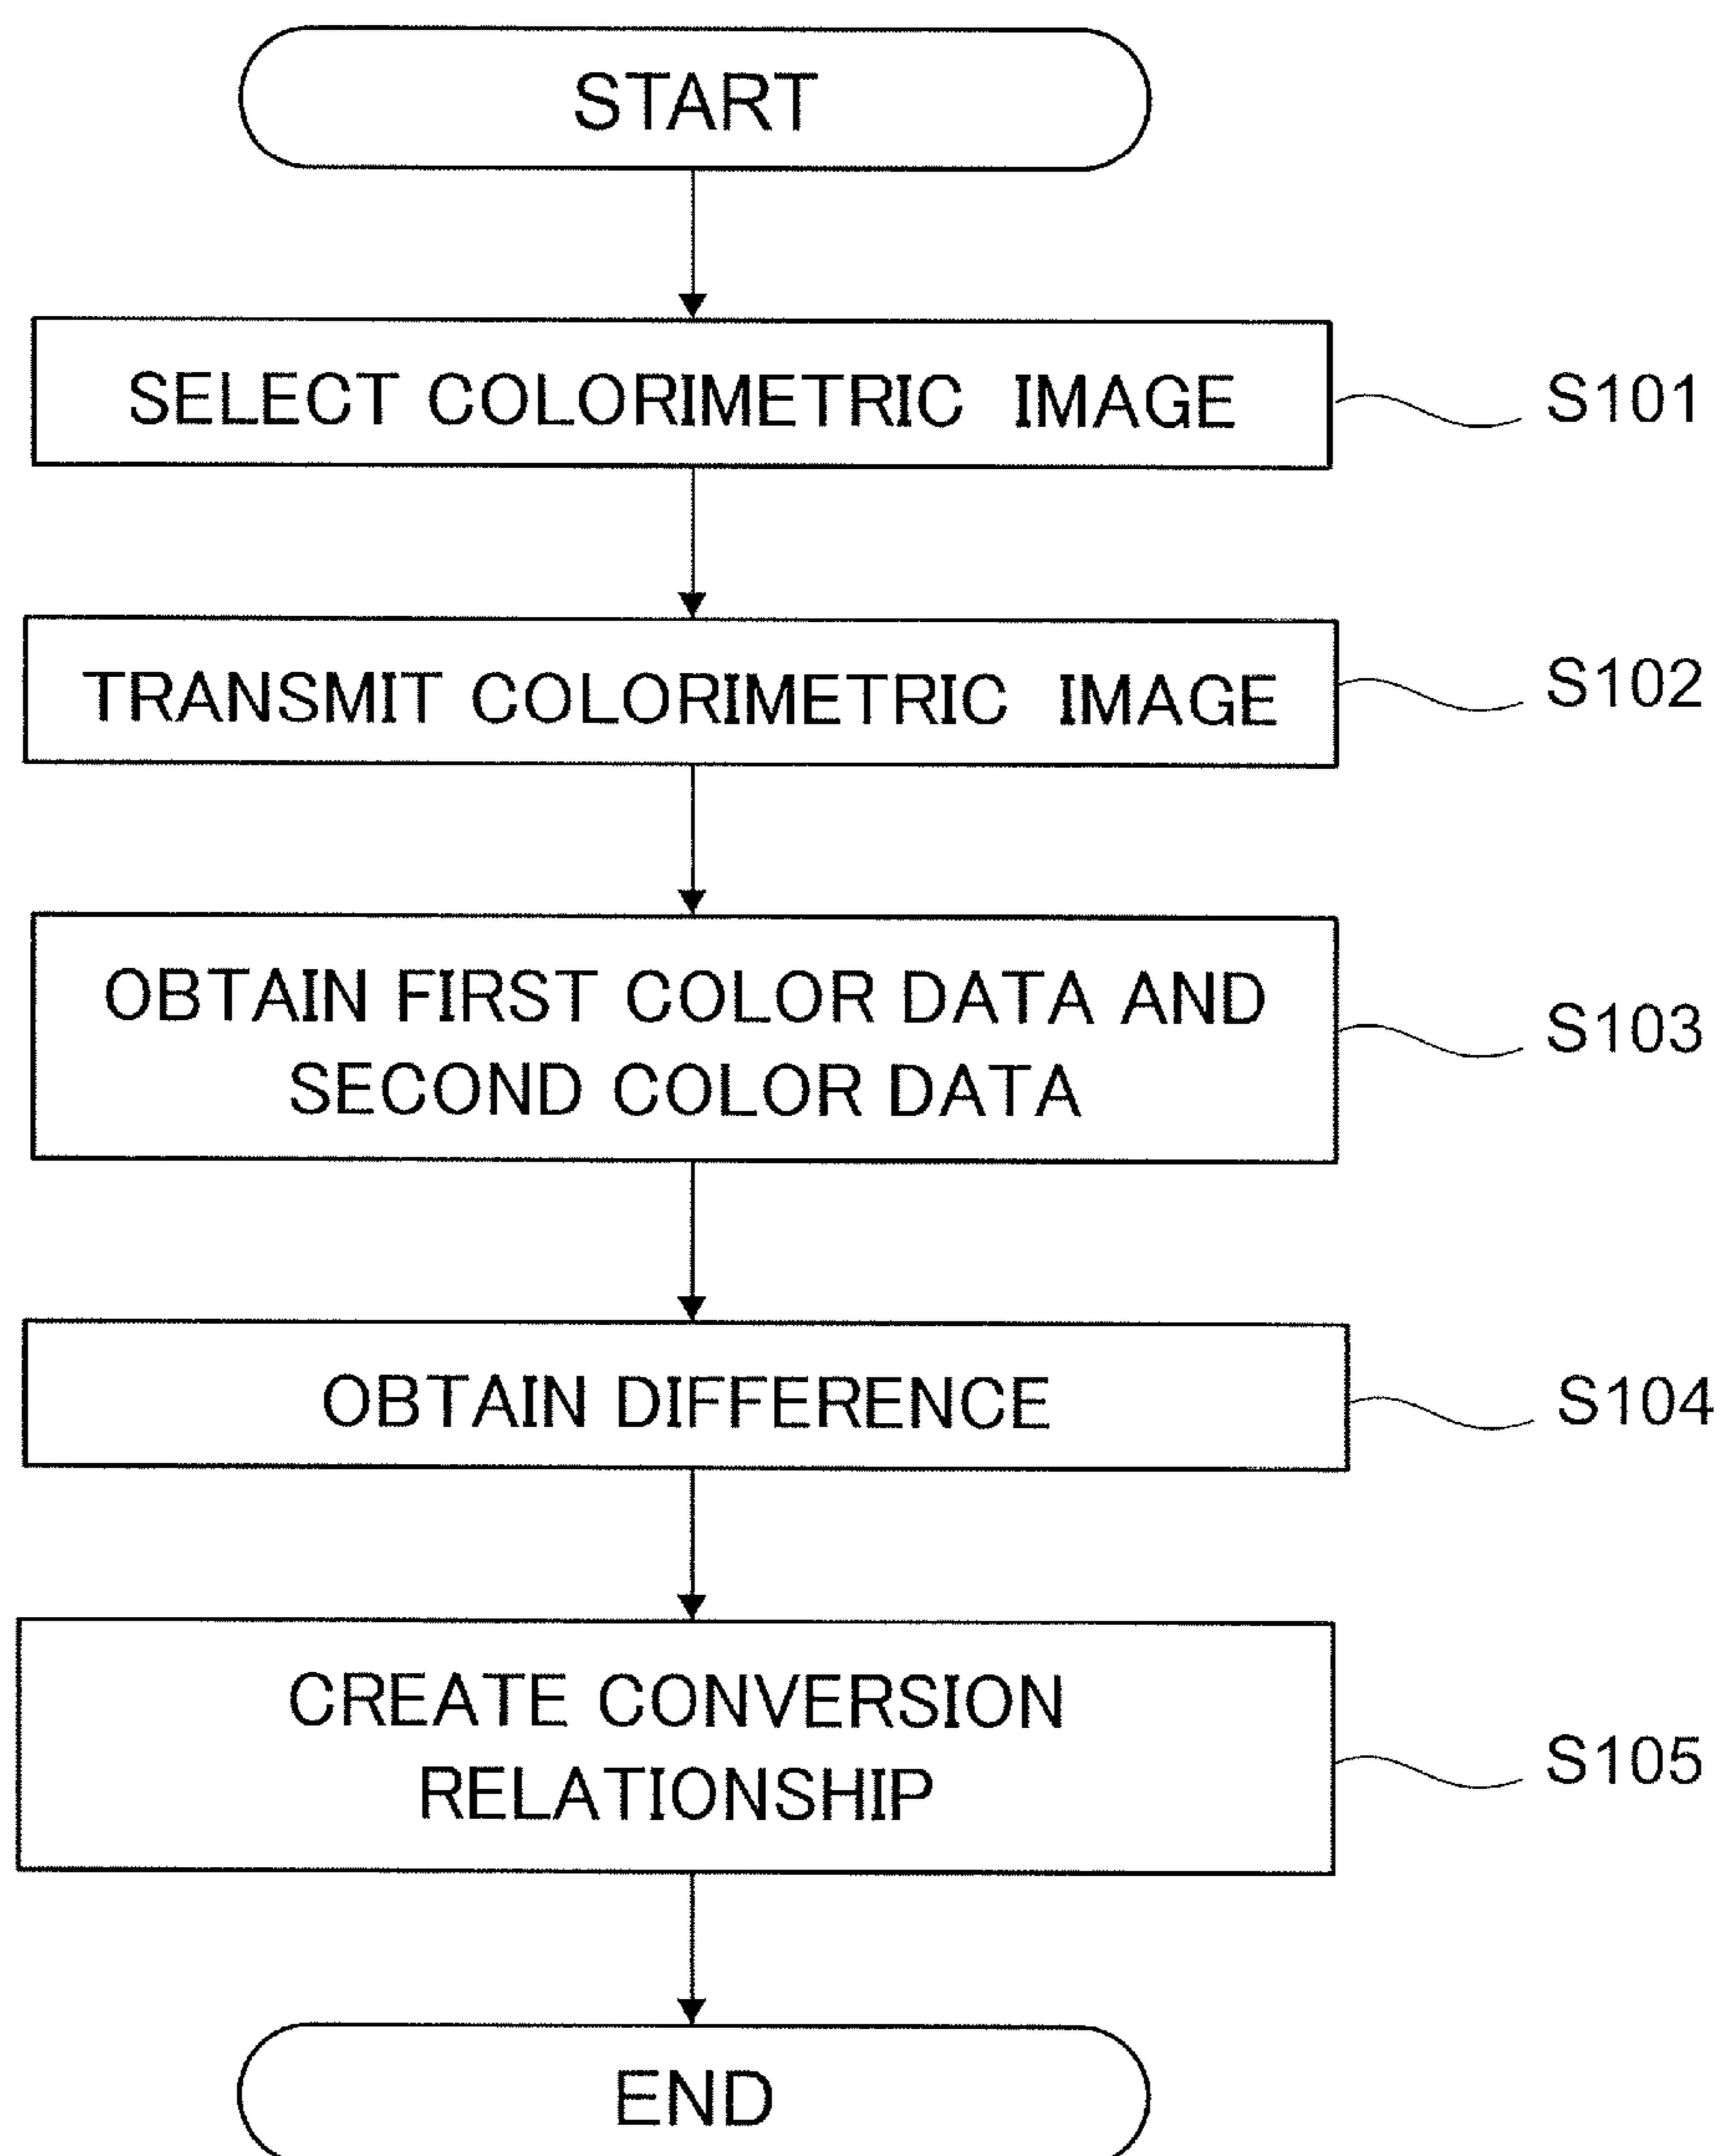 START
SELECT COLORIMETRIC IMAGE
S101
TRANSMIT COLORIMETRIC IMAGE
S102
OBTAIN FIRST COLOR DATA AND
SECOND COLOR DATA
S103
OBTAIN DIFFERENCE
S104
CREATE CONVERSION
RELATIONSHIP
S105
END